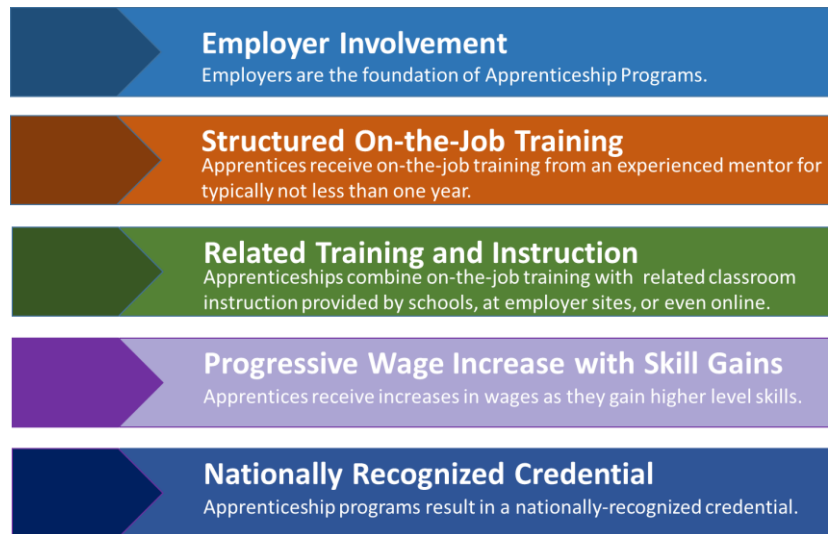 Employer Involvement
Employers are the foundation of Apprenticeship Programs.
Structured On-the-Job Training
Apprentices receive on-the-job training from an experienced mentor for
typically not less than one year.
Related Training and Instruction
Apprenticeships combine on-the-job training with related classroom
instruction provided by schools, at employer sites, or even online.
Progressive Wage Increase with Skill Gains
Apprentices receive increases in wages as they gain higher level skills.
Nationally Recognized Credential
Apprenticeship programs result in a nationally-recognized credential.